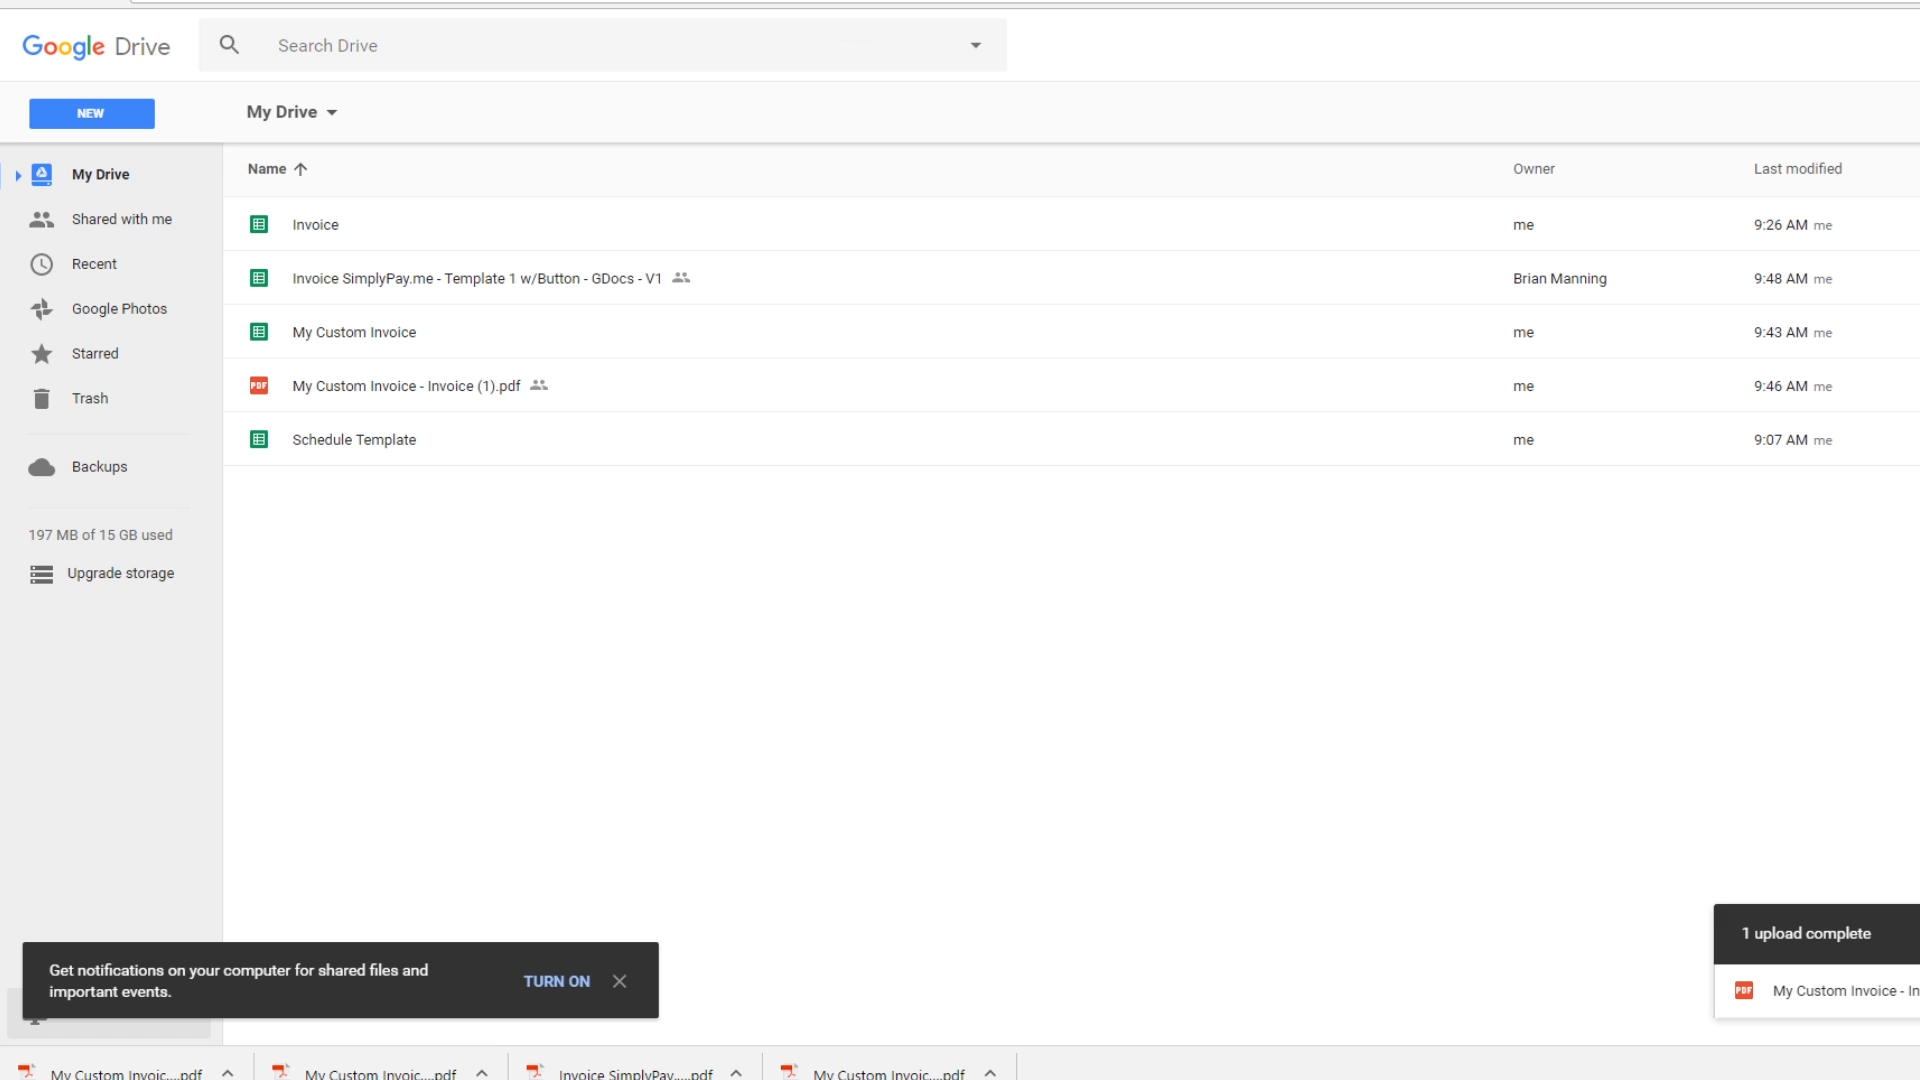 Google Drive
Search Drive
NEW
My Drive
My Drive
Shared with me
Recent
Google Photos
Starred
Trash
Backups
197 MB of 15 GB used
Upgrade storage
Name Owner Last modified
Invoice me 9:26 AM me
Invoice SimplyPay.me - Template 1 w/Button - GDocs - V1 Brian Manning 9:48 AM me
My Custom Invoice me 9:43 AM me
PDF My Custom Invoice - Invoice (1).pdf me 9:46 AM me
Schedule Template me 9:07 AM me
Get notifications on your computer for shared files and
important events.
TURN ON
1 upload complete
PDF My Custom Invoice - In
My Custom Invoic....pdf My Custom Invoic....pdf Invoice SimplyPay.....pdf My Custom Invoic....pdf